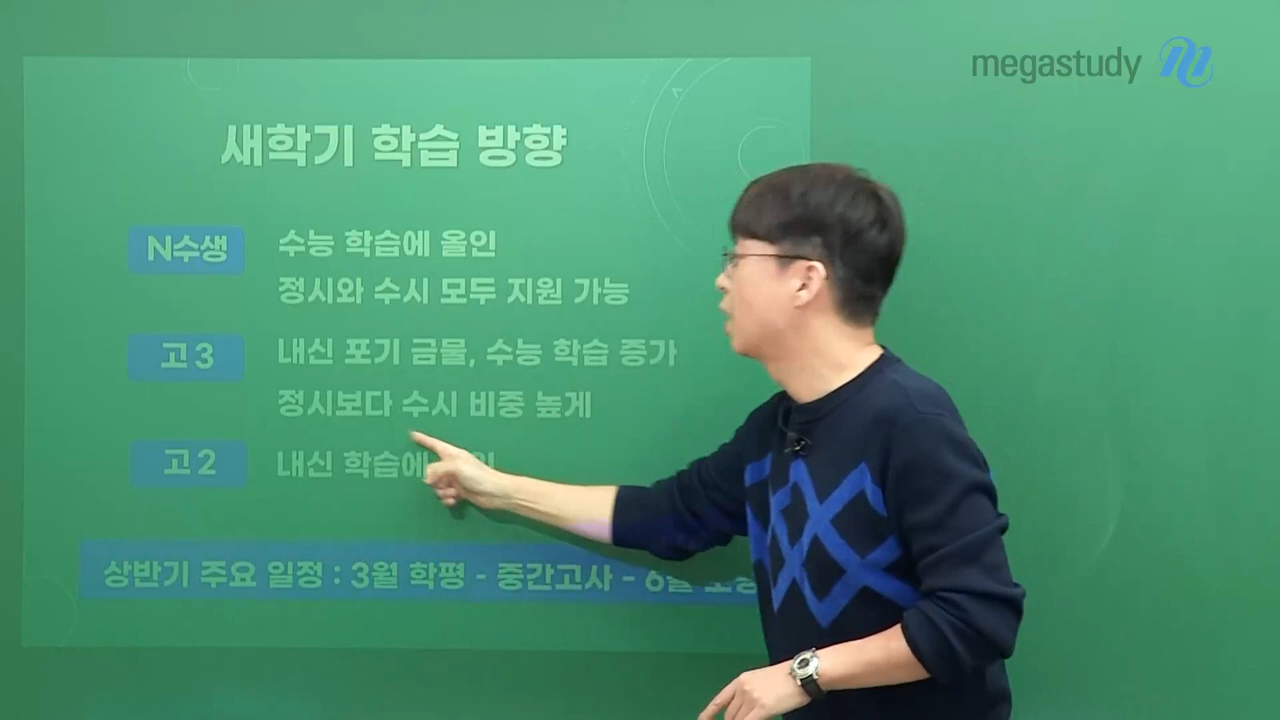 megastudy
새학기 학습 방향
N수생
수능 학습에 올인
정시와 수시 모두 지원 가능
고3
내신 포기 금물, 수능 학습 증가
정시보다 수시 비중 높게
고2
내신 학습에
상반기 주요 일정 : 3월 학평 - 중간고사 -